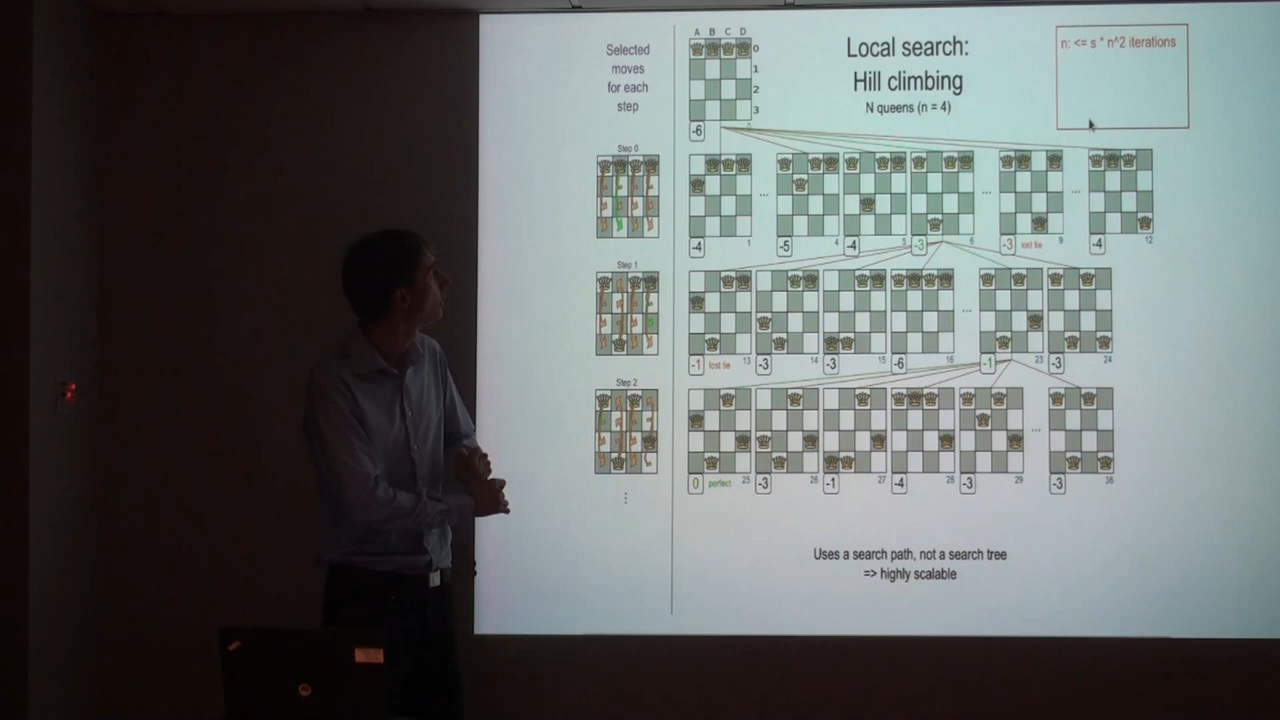 Selected
moves
for each
step
A B C D
0
1
2
3
-6
0
Local search:
Hill climbing
N queens (n = 4)
n: <= s * n^2 iterations
Step 0
-4 1
...
-5 4
-4 5
-3 6
...
-3 lost tie 9
...
-4 12
Step 1
-1 lost tie 13
-3 14
-3 15
-6 16
...
-1 23
-3 24
Step 2
0 perfect 25
-3 26
-1 27
-4 28
-3 29
...
-3 36
Uses a search path, not a search tree
=> highly scalable